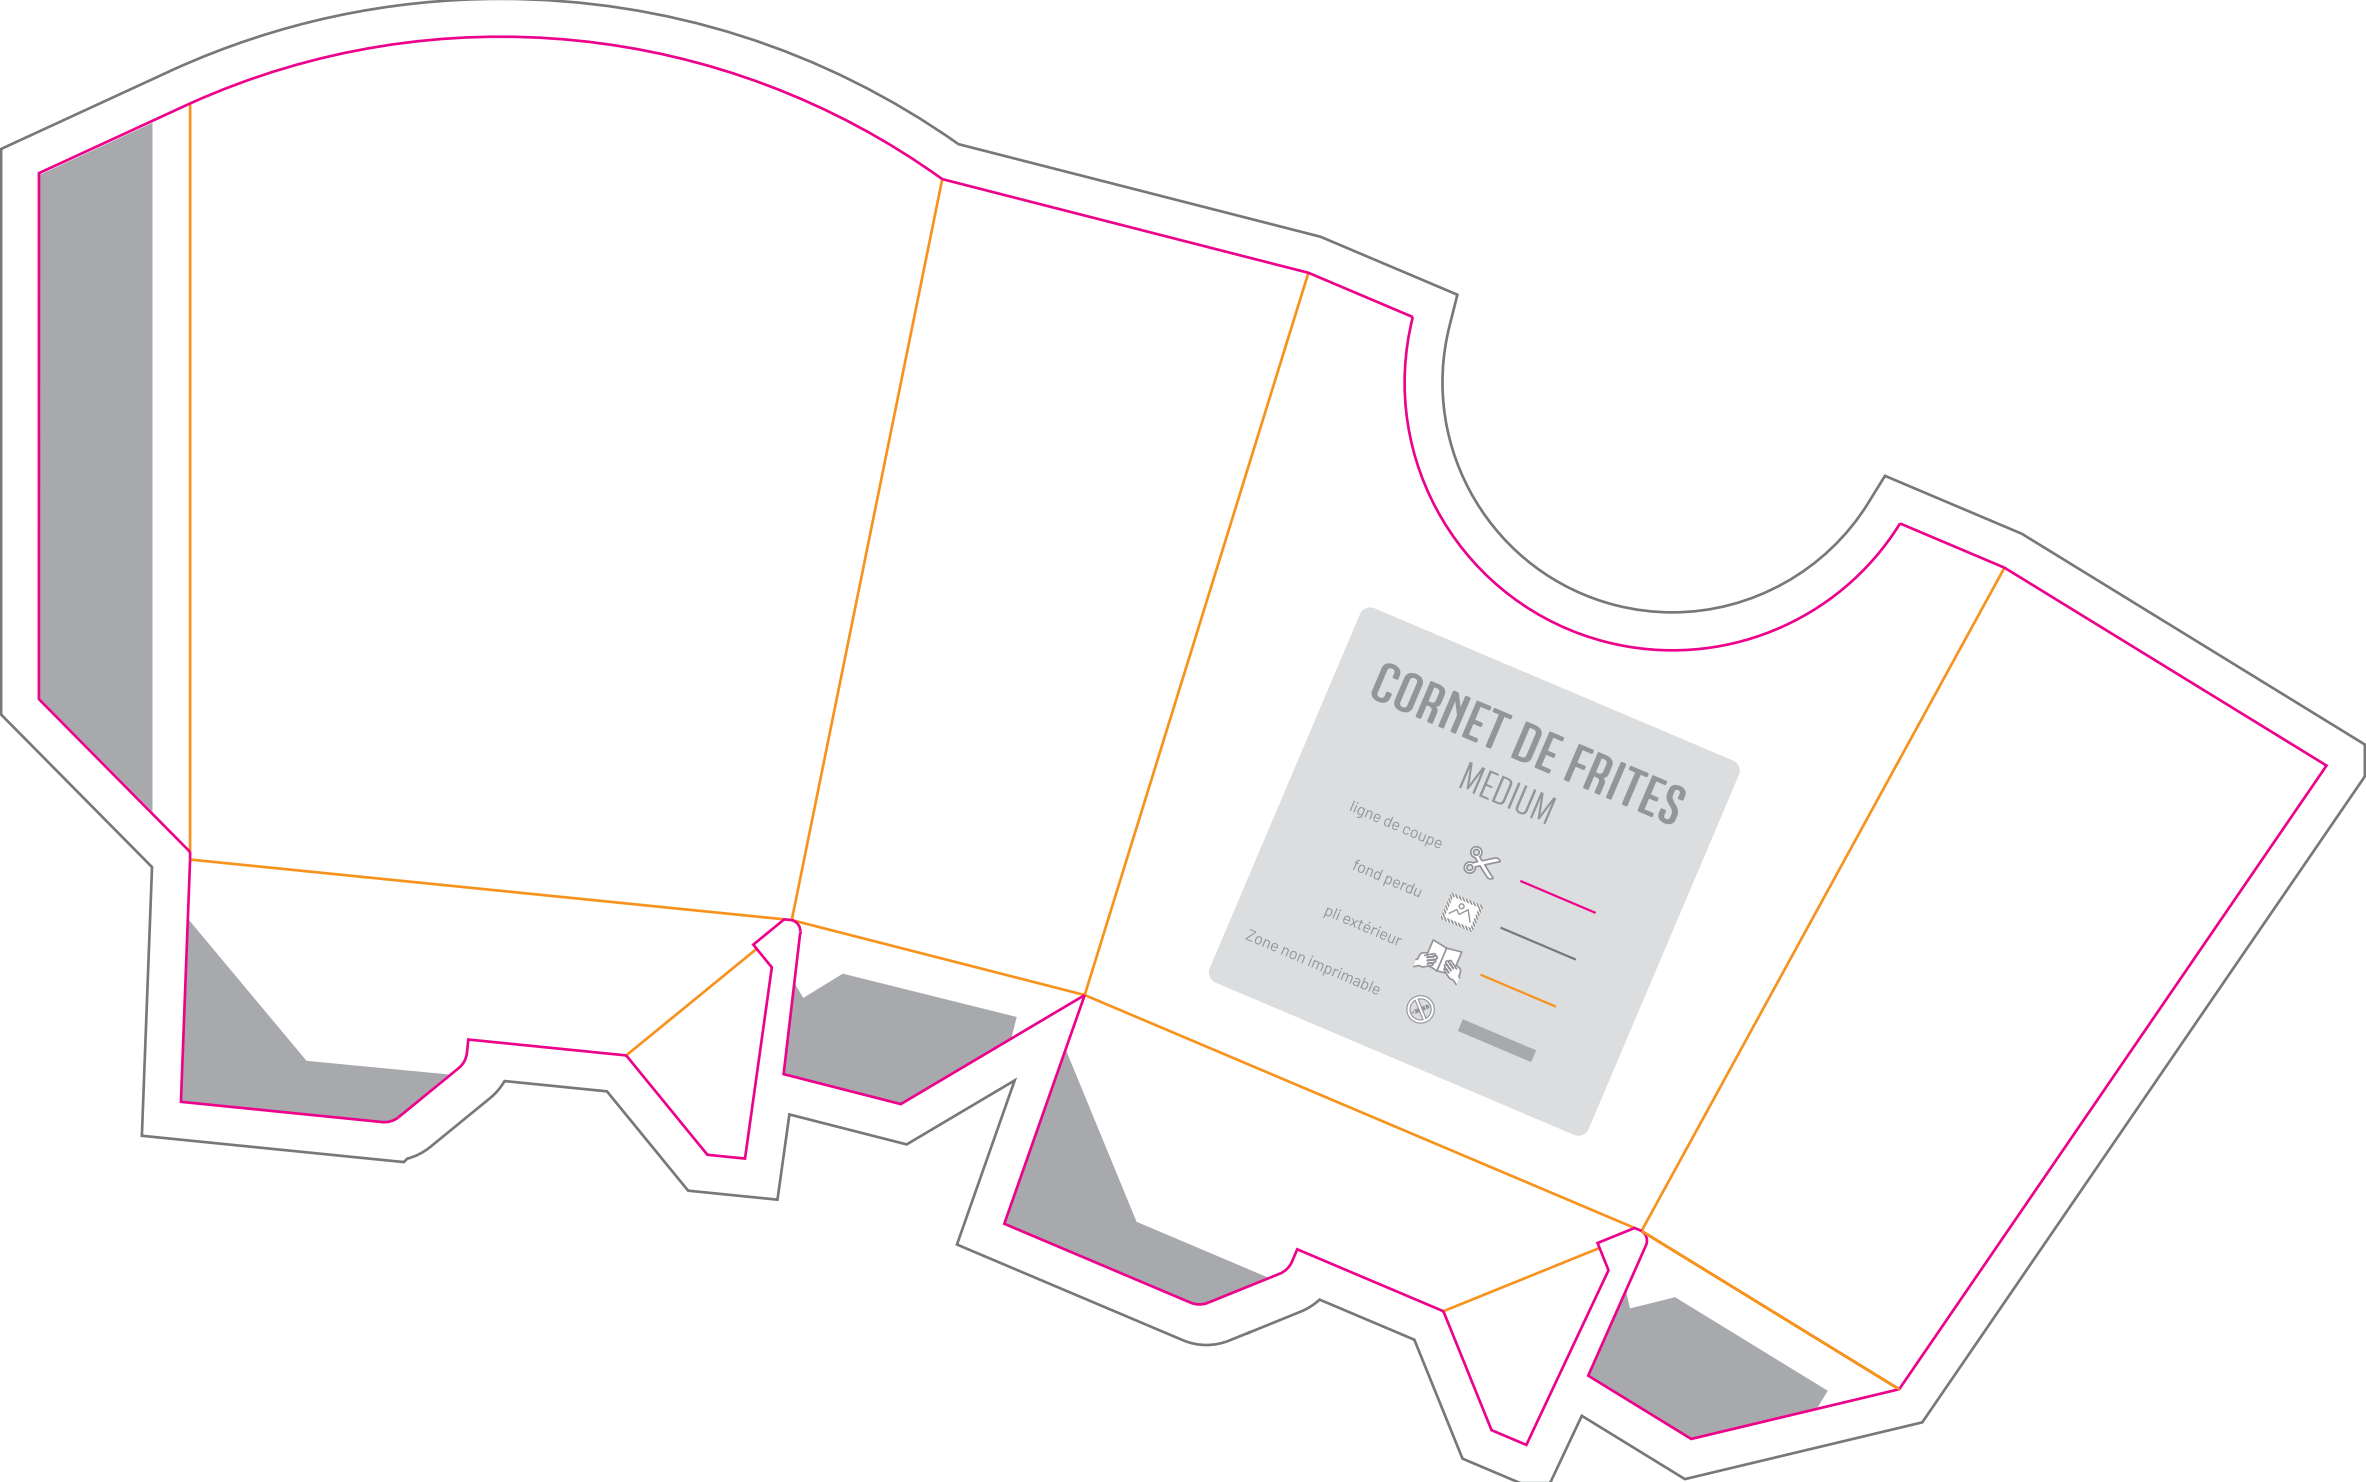 CORNET DE FRITES
MEDIUM
ligne de coupe
fond perdu
pli extérieur
Zone non imprimable